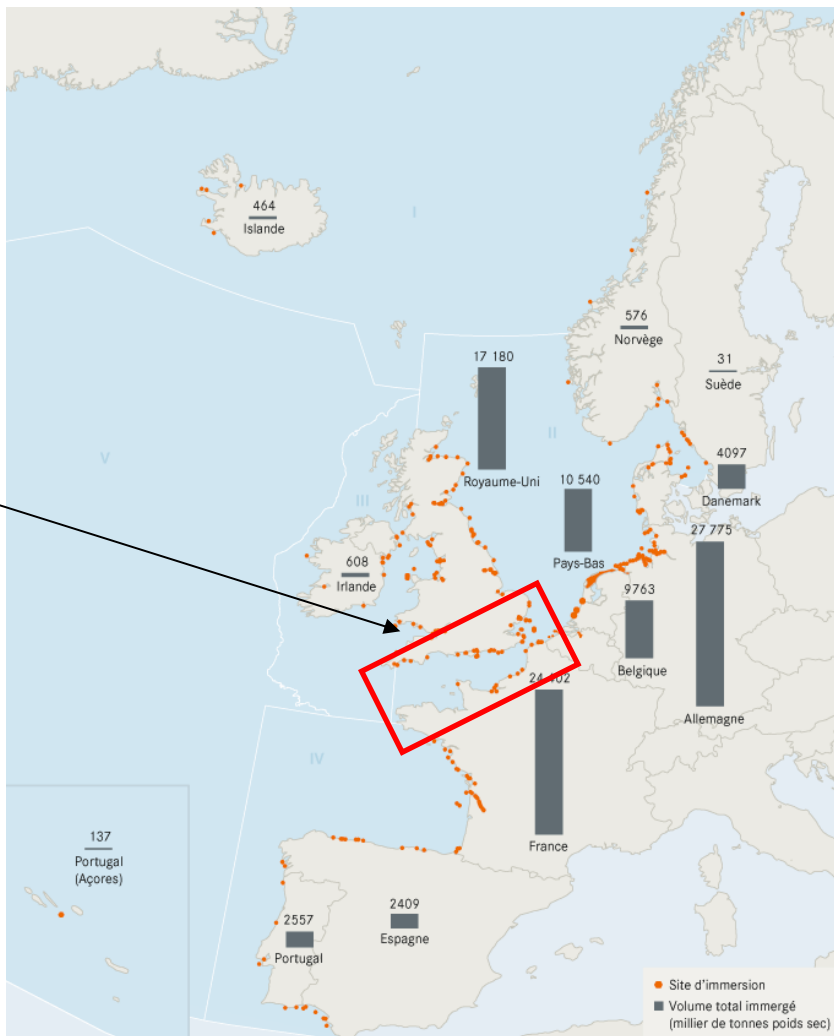 464
Islande
I
576
Norvège
17 180
Royaume-Uni
31
Suède
II
V
4097
Danemark
10 540
Pays-Bas
III
27 775
Allemagne
608
Irlande
9763
Belgique
France
IV
137
Portugal
(Açores)
2409
Espagne
2557
Portugal
Site d'immersion
Volume total immergé
(millier de tonnes poids sec)